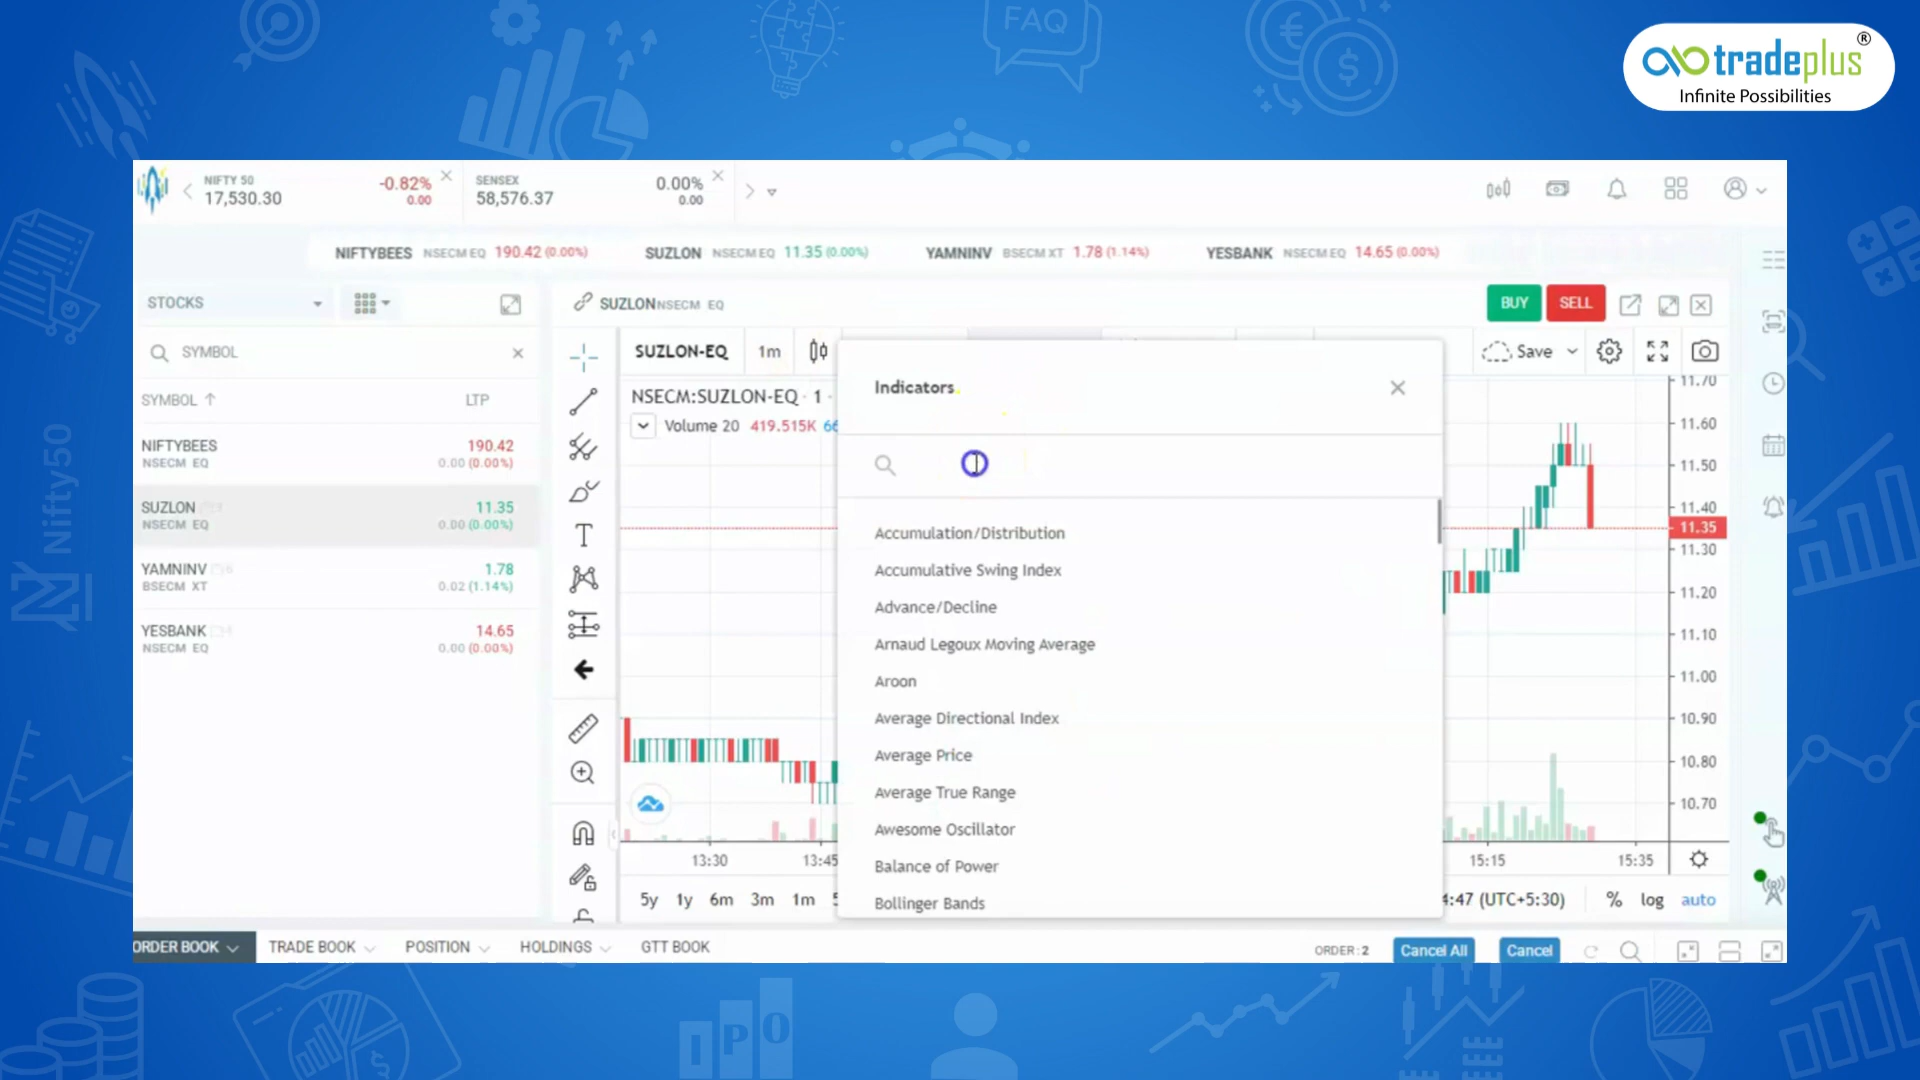 FAQ
tradeplus®
Infinite Possibilities
NIFTY 50
17,530.30
-0.82%
0.00
SENSEX
58,576.37
0.00%
0.00
NIFTYBEES NSECM EQ 190.42 (0.00%)
SUZLON NSECM EQ 11.35 (0.00%)
YAMNINV BSECM XT 1.78 (1.14%)
YESBANK NSECM EQ 14.65 (0.00%)
STOCKS
SUZLON NSECM EQ
BUY
SELL
SYMBOL
SUZLON-EQ
1m
Save
SYMBOL ↑
LTP
NSECM:SUZLON-EQ · 1 ·
Volume 20 419.515K
NIFTYBEES
190.42
NSECM EQ
0.00 (0.00%)
SUZLON
11.35
NSECM EQ
0.00 (0.00%)
YAMNINV
1.78
BSECM XT
0.02 (1.14%)
YESBANK
14.65
NSECM EQ
0.00 (0.00%)
Indicators
Accumulation/Distribution
Accumulative Swing Index
Advance/Decline
Arnaud Legoux Moving Average
Aroon
Average Directional Index
Average Price
Average True Range
Awesome Oscillator
Balance of Power
Bollinger Bands
11.70
11.60
11.50
11.40
11.35
11.30
11.20
11.10
11.00
10.90
10.80
10.70
13:30
13:45
15:15
15:35
5y 1y 6m 3m 1m
4:47 (UTC+5:30)
% log auto
ORDER BOOK
TRADE BOOK
POSITION
HOLDINGS
GTT BOOK
ORDER: 2
Cancel All
Cancel
Nifty50
IPO